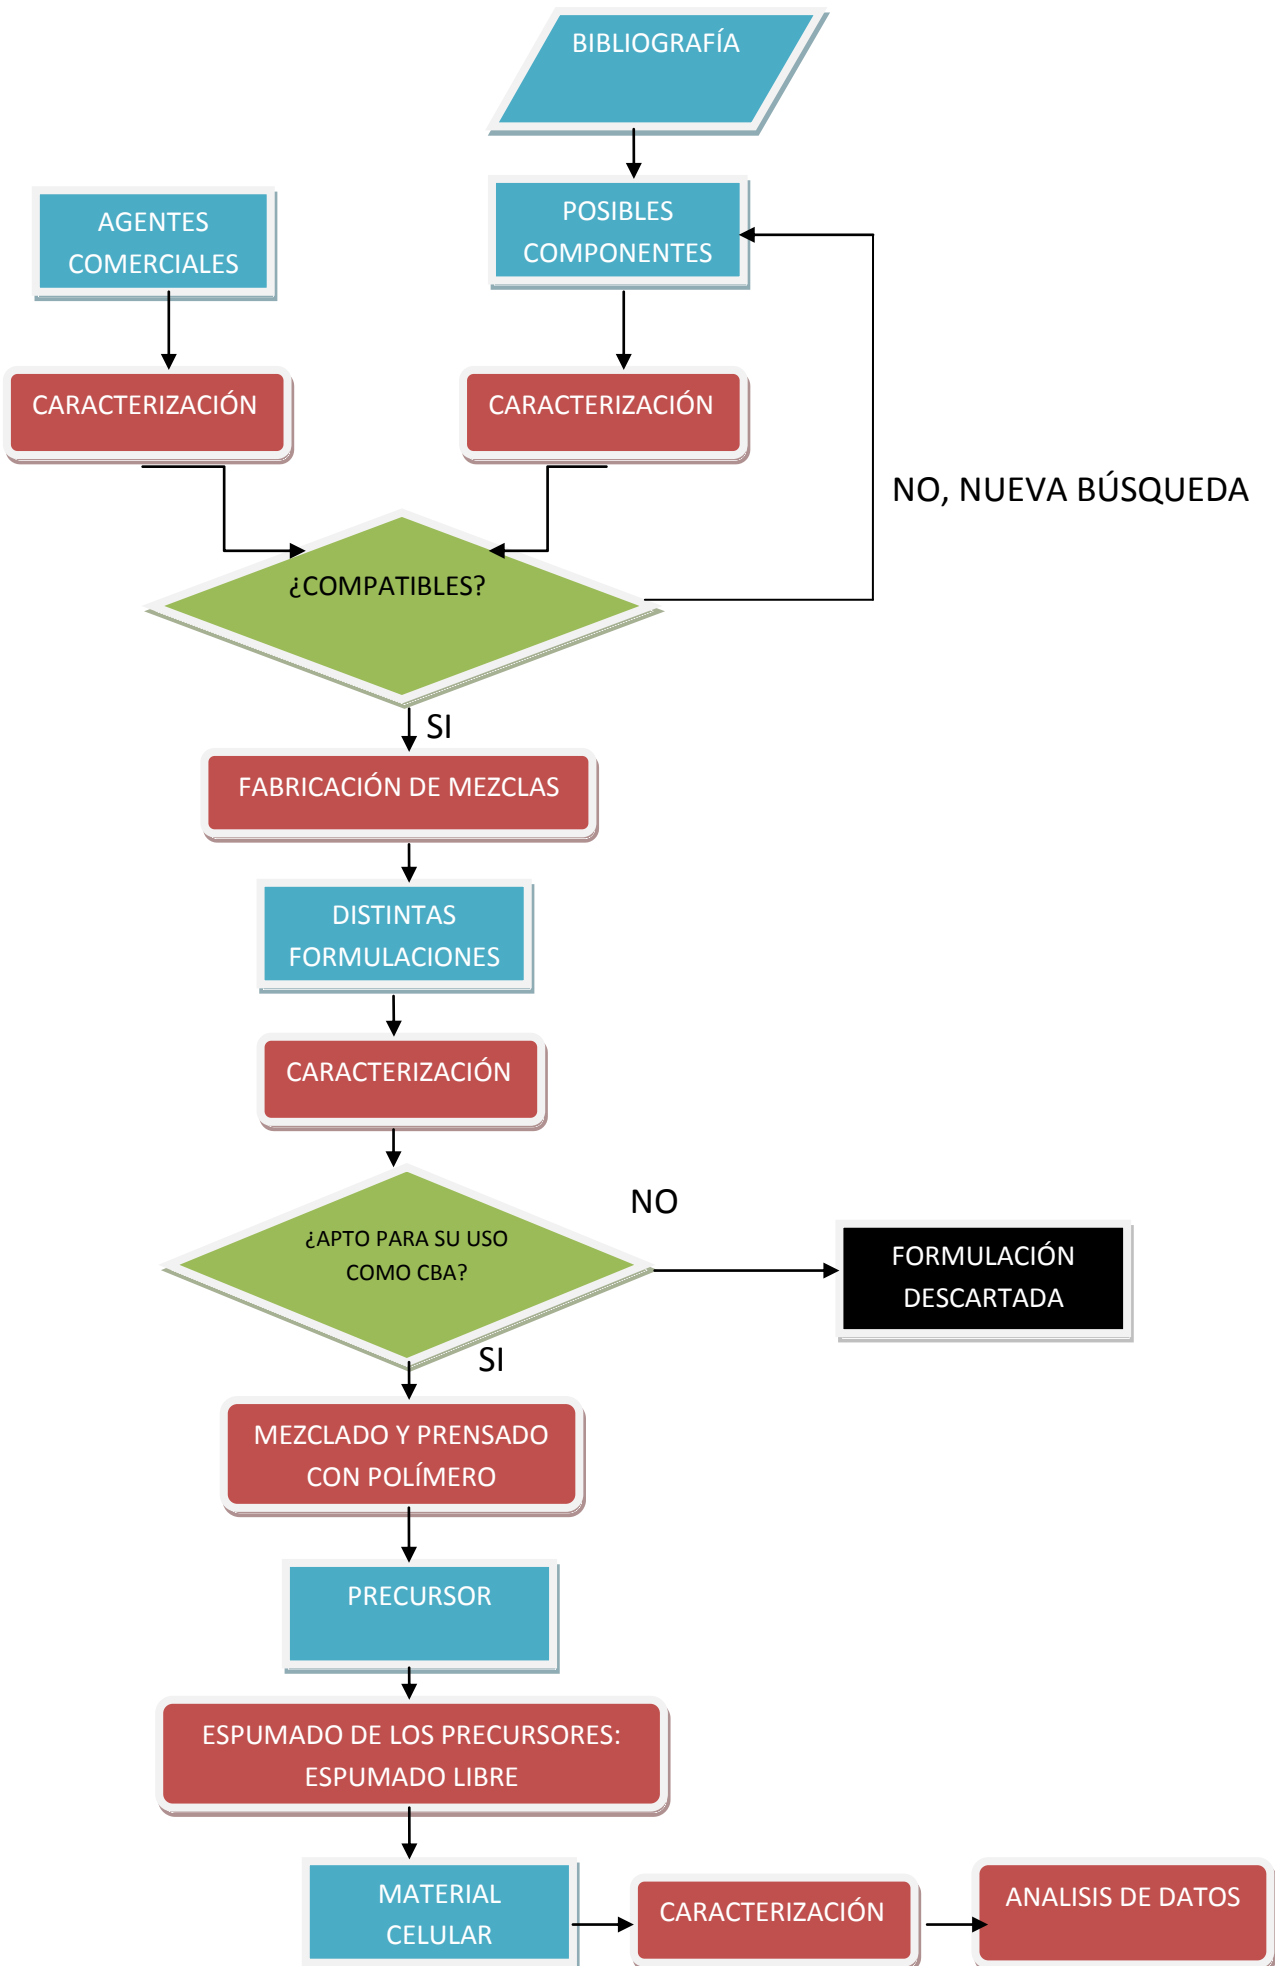 BIBLIOGRAFÍA
AGENTES
COMERCIALES
POSIBLES
COMPONENTES
CARACTERIZACIÓN
CARACTERIZACIÓN
NO, NUEVA BÚSQUEDA
¿COMPATIBLES?
SI
FABRICACIÓN DE MEZCLAS
DISTINTAS
FORMULACIONES
CARACTERIZACIÓN
¿APTO PARA SU USO
COMO CBA?
NO
FORMULACIÓN
DESCARTADA
SI
MEZCLADO Y PRENSADO
CON POLÍMERO
PRECURSOR
ESPUMADO DE LOS PRECURSORES:
ESPUMADO LIBRE
MATERIAL
CELULAR
CARACTERIZACIÓN
ANALISIS DE DATOS